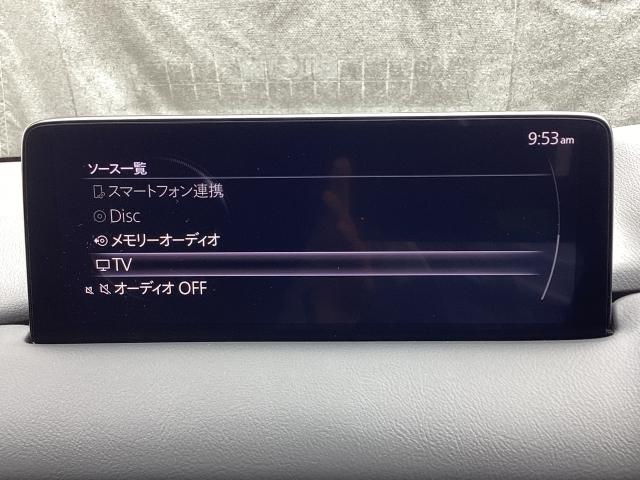 9:53am
ソース一覧
スマートフォン連携
Disc
メモリーオーディオ
TV
オーディオ OFF